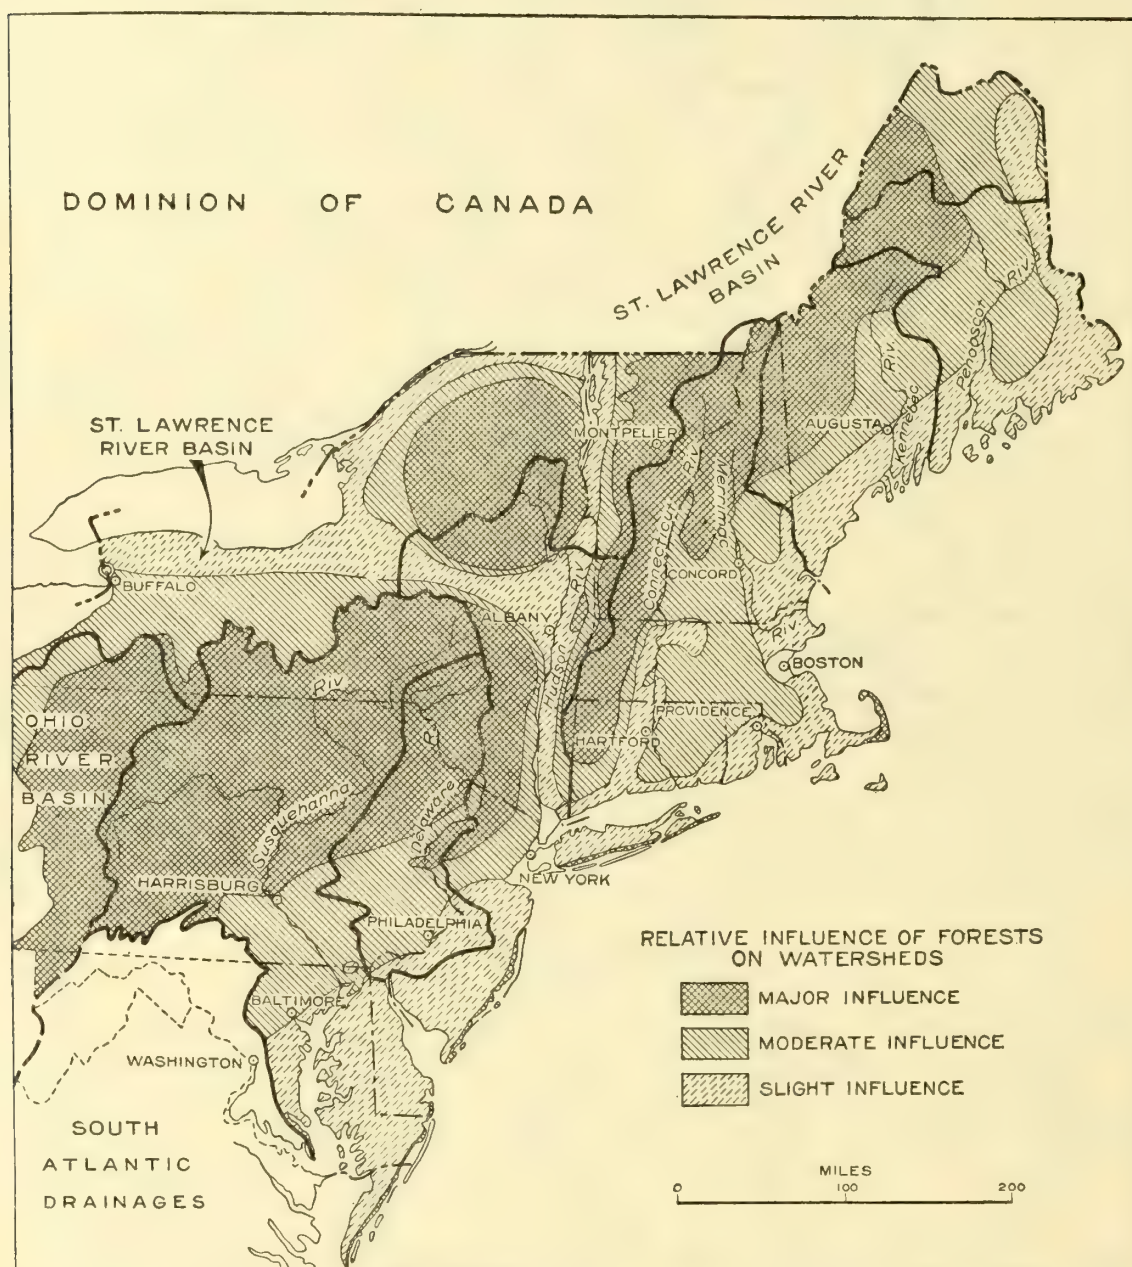 DOMINION OF CANADA
ST. LAWRENCE RIVER
BASIN
ST. LAWRENCE
RIVER BASIN
MONTPELIER
AUGUSTA
Kennebec
Riv.
Penobscot
Riv.
Connecticut
Riv.
Merrimac
Riv.
CONCORD
BUFFALO
ALBANY
Hudson
Riv.
BOSTON
PROVIDENCE
HARTFORD
OHIO
RIVER
BASIN
Susquehanna
Riv.
Delaware
Riv.
HARRISBURG
NEW YORK
PHILADELPHIA
BALTIMORE
WASHINGTON
SOUTH
ATLANTIC
DRAINAGES
RELATIVE INFLUENCE OF FORESTS
ON WATERSHEDS
MAJOR INFLUENCE
MODERATE INFLUENCE
SLIGHT INFLUENCE
MILES
0 100 200